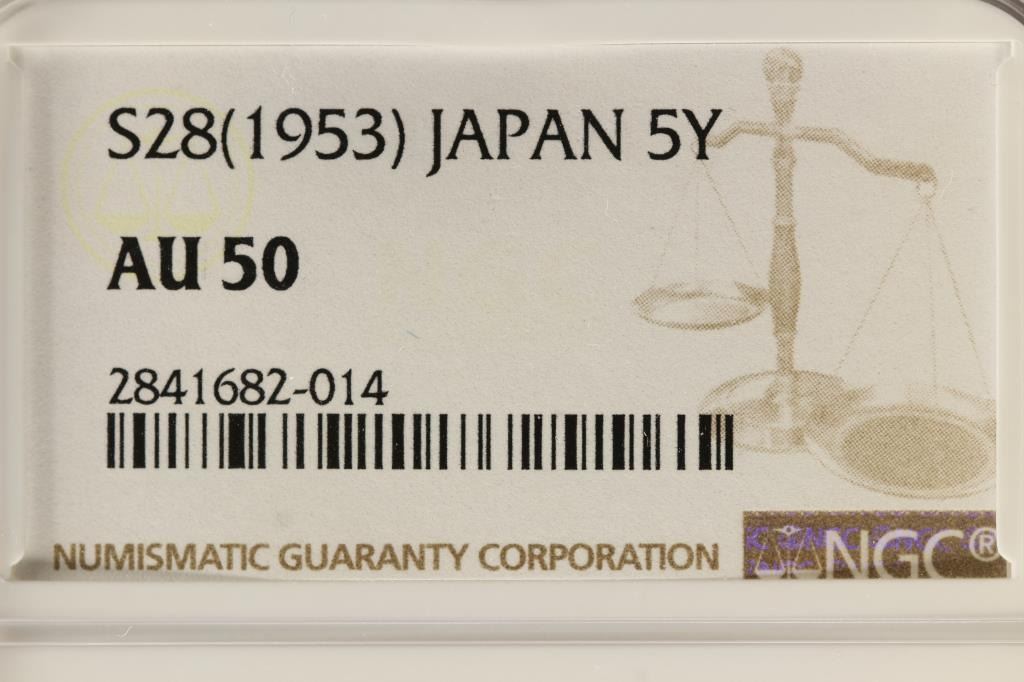 S28(1953) JAPAN 5Y
AU 50
2841682-014
NUMISMATIC GUARANTY CORPORATION
NGC®